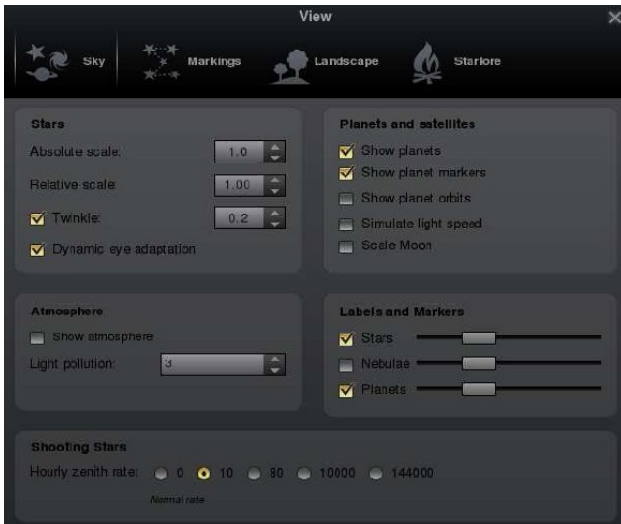 View
Sky
Markings
Landscape
Starlore
Stars
Absolute scale: 1.0
Relative scale: 1.00
Twinkle: 0.2
Dynamic eye adaptation
Planets and satellites
Show planets
Show planet markers
Show planet orbits
Simulate light speed
Scale Moon
Atmosphere
Show atmosphere
Light pollution: 3
Labels and Markers
Stars
Nebulae
Planets
Shooting Stars
Hourly zenith rate: 0 10 80 10000 144000
Normal rate